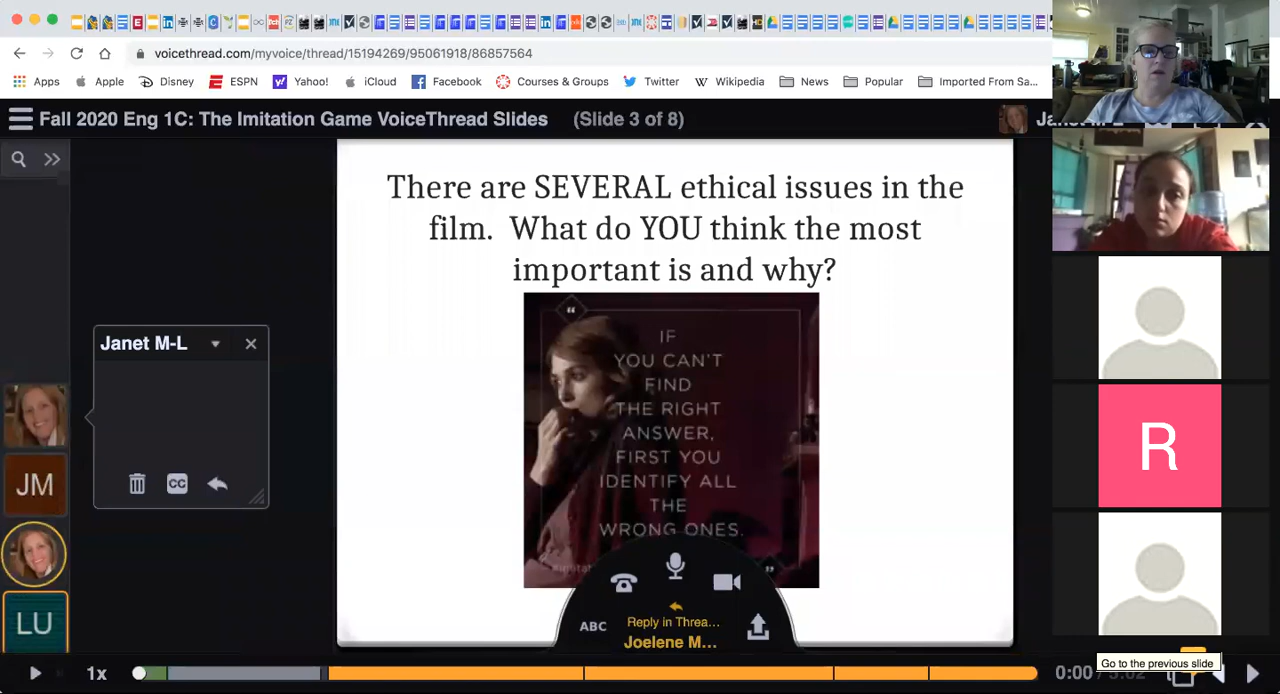 voicethread.com/myvoice/thread/15194269/95061918/86857564
Apps Apple Disney ESPN Yahoo! iCloud Facebook Courses & Groups Twitter Wikipedia News Popular Imported From Sa...
Fall 2020 Eng 1C: The Imitation Game VoiceThread Slides (Slide 3 of 8)
There are SEVERAL ethical issues in the
film. What do YOU think the most
important is and why?
“
IF
YOU CAN'T
FIND
THE RIGHT
ANSWER,
FIRST YOU
IDENTIFY ALL
THE
WRONG ONES.
”
Janet M-L
CC
JM
LU
R
ABC
Reply in Threa...
Joelene M...
1x
0:00
Go to the previous slide